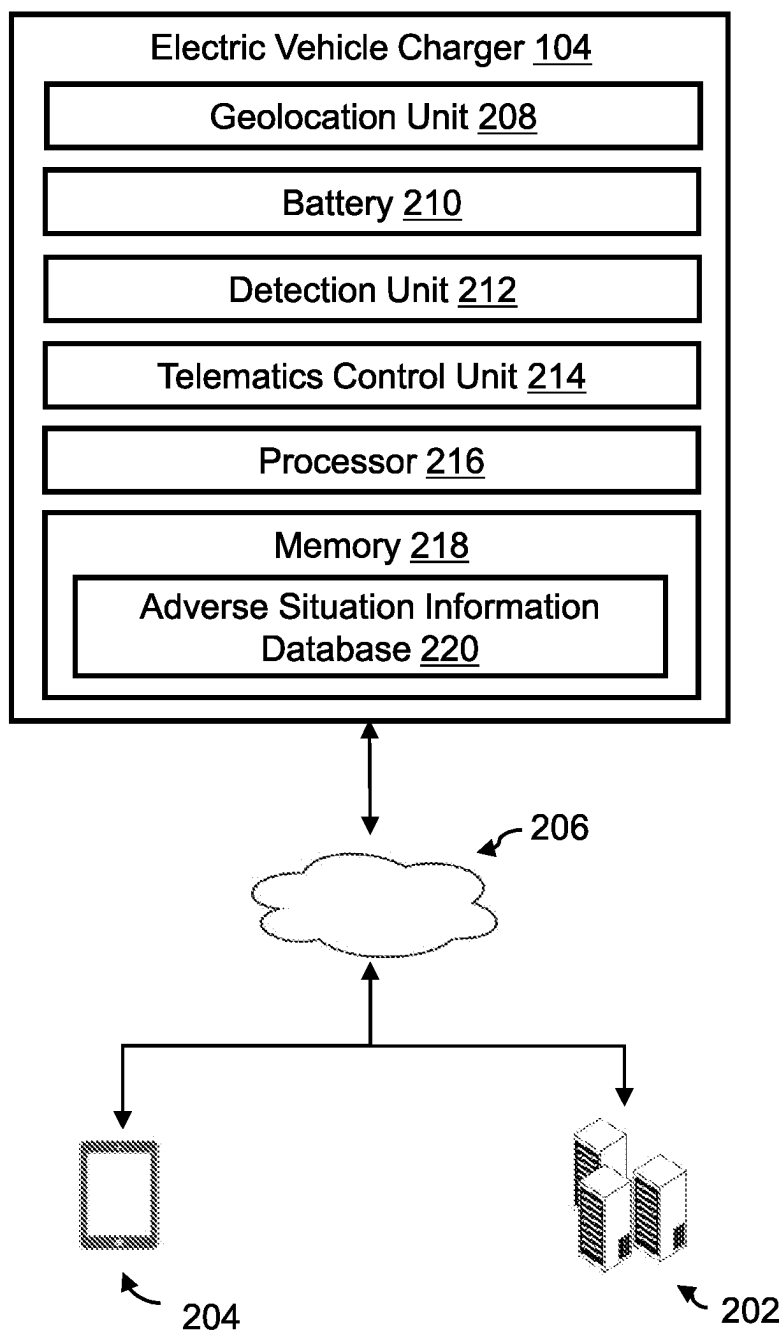 Electric Vehicle Charger 104
Geolocation Unit 208
Battery 210
Detection Unit 212
Telematics Control Unit 214
Processor 216
Memory 218
Adverse Situation Information
Database 220
206
204
202